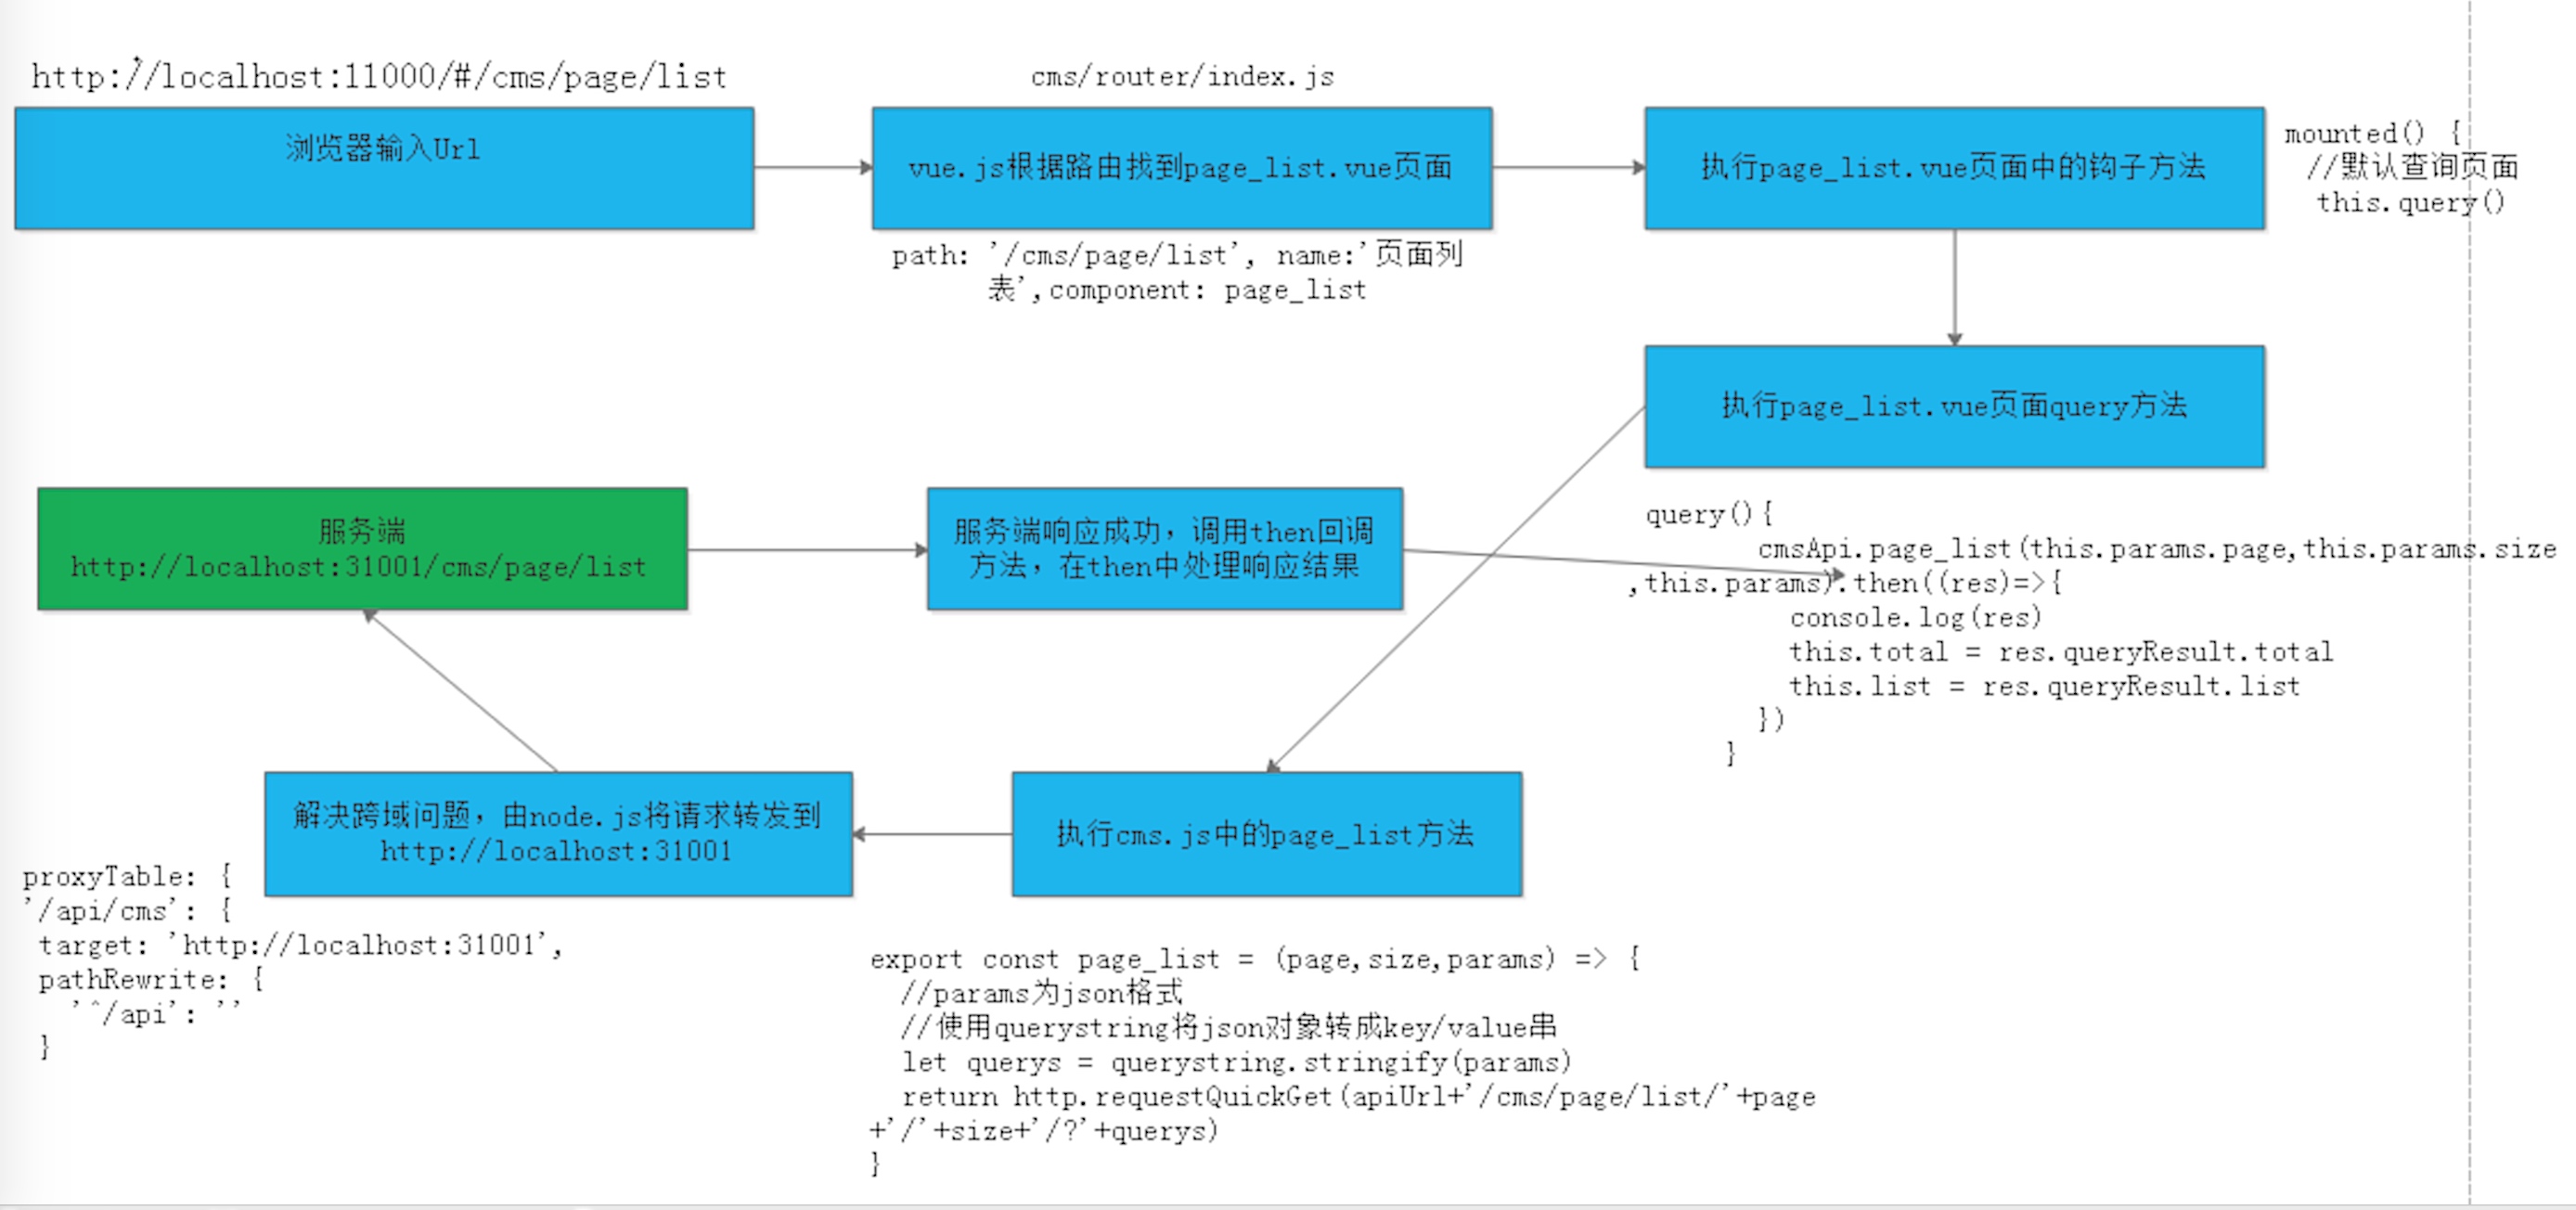 http://localhost:11000/#/cms/page/list
浏览器输入Url
cms/router/index.js
vue.js根据路由找到page_list.vue页面
path: '/cms/page/list', name:'页面列
表',component: page_list
执行page_list.vue页面中的钩子方法
mounted() {
//默认查询页面
this.query()
执行page_list.vue页面query方法
query(){
cmsApi.page_list(this.params.page,this.params.size
,this.params).then((res)=>{
console.log(res)
this.total = res.queryResult.total
this.list = res.queryResult.list
})
}
执行cms.js中的page_list方法
export const page_list = (page,size,params) => {
//params为json格式
//使用querystring将json对象转成key/value串
let querys = querystring.stringify(params)
return http.requestQuickGet(apiUrl+'/cms/page/list/'+page
+'/'+size+'/?'+querys)
}
解决跨域问题，由node.js将请求转发到
http://localhost:31001
proxyTable: {
'/api/cms': {
target: 'http://localhost:31001',
pathRewrite: {
'^/api': ''
}
服务端
http://localhost:31001/cms/page/list
服务端响应成功，调用then回调
方法，在then中处理响应结果